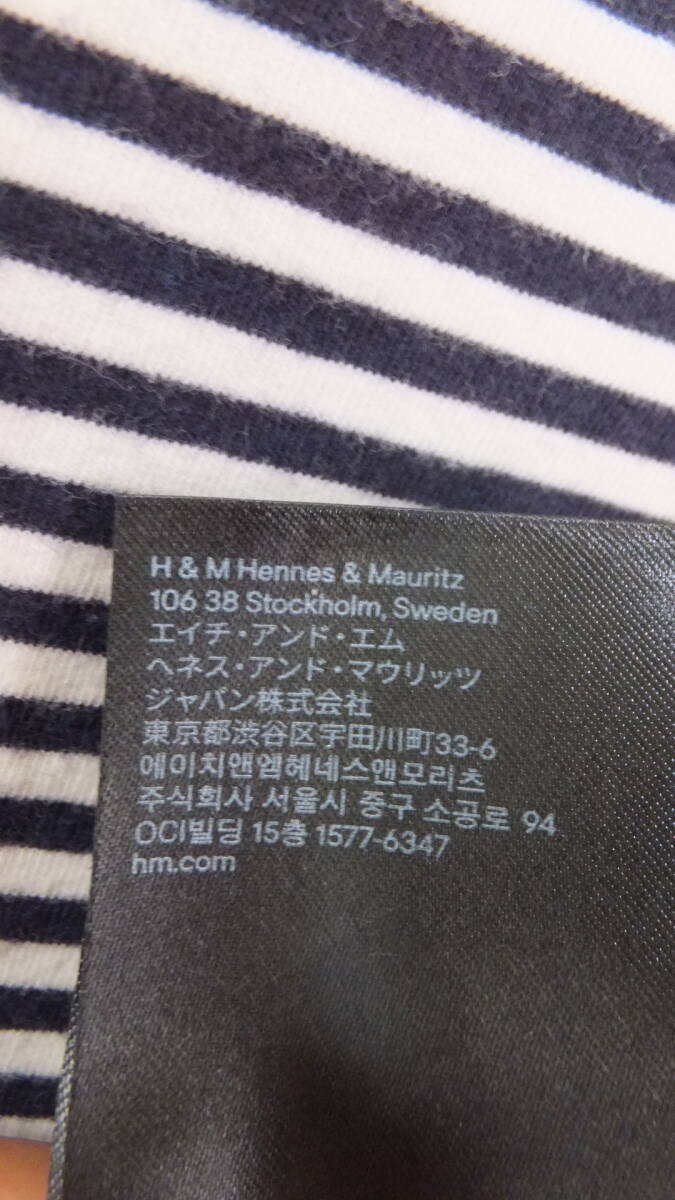 H & M Hennes & Mauritz
106 38 Stockholm, Sweden
エイチ・アンド・エム
ヘネス・アンド・マウリッツ
ジャパン株式会社
東京都渋谷区宇田川町33-6
에이치앤엠헤네스앤모리츠
주식회사 서울시 중구 소공로 94
OCI빌딩 15층 1577-6347
hm.com